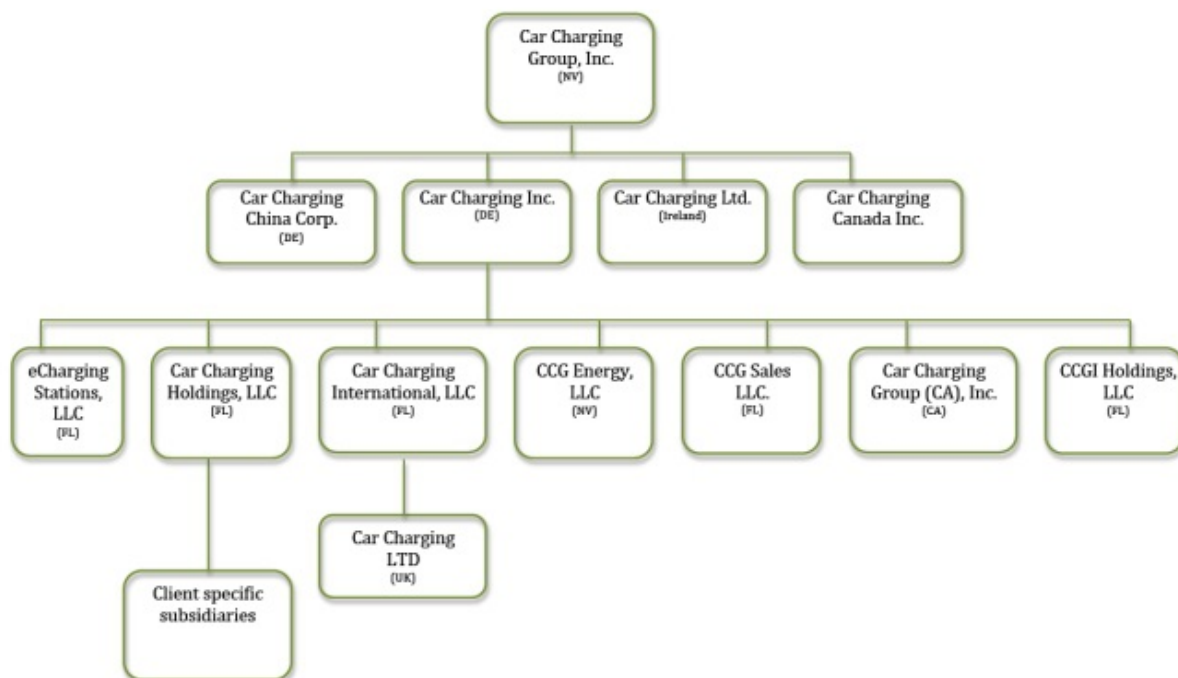 Car Charging
Group, Inc.
(NV)
Car Charging
China Corp.
(DE)
Car Charging Inc.
(DE)
Car Charging Ltd.
(Ireland)
Car Charging
Canada Inc.
eCharging
Stations,
LLC
(FL)
Car Charging
Holdings, LLC
(FL)
Car Charging
International, LLC
(FL)
CCG Energy,
LLC
(NV)
CCG Sales
LLC.
(FL)
Car Charging
Group (CA), Inc.
(CA)
CCGI Holdings,
LLC
(FL)
Car Charging
LTD
(UK)
Client specific
subsidiaries